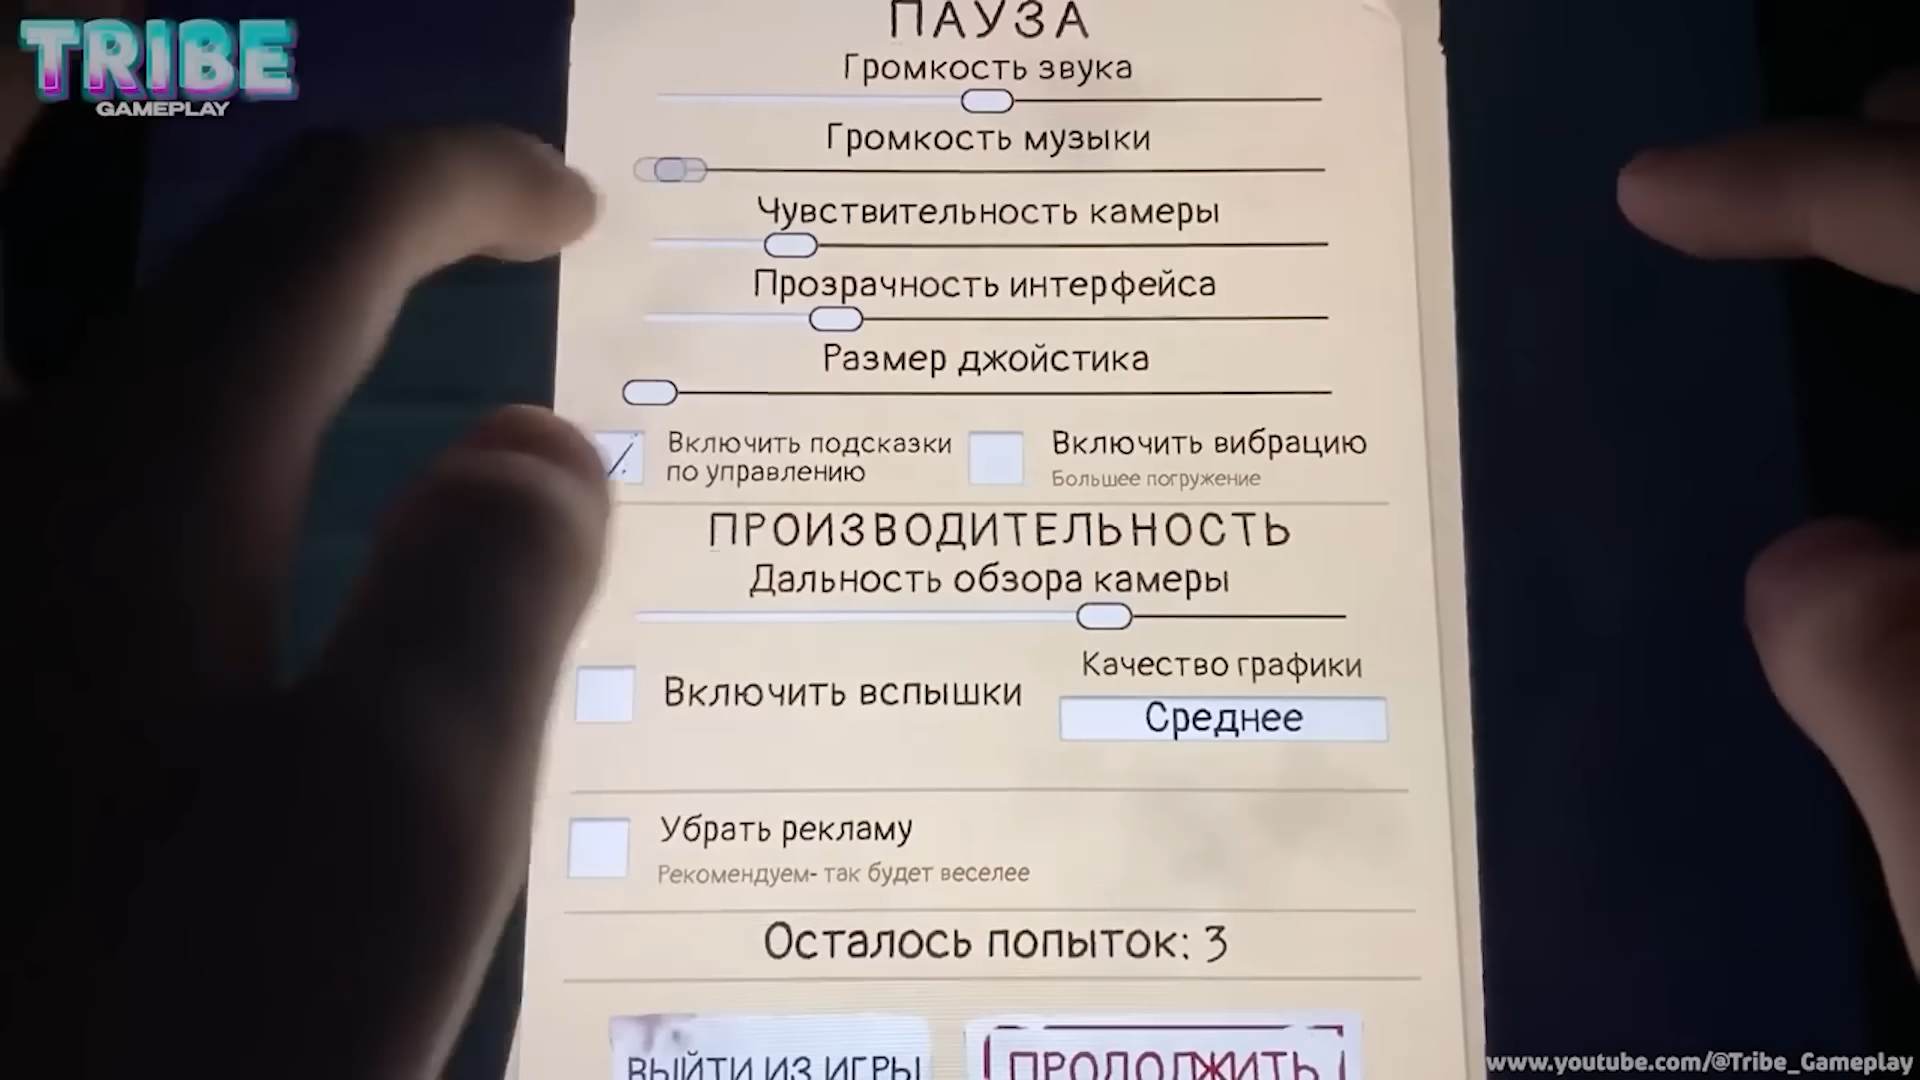 TRIBE
GAMEPLAY
ПАУЗА
Громкость звука
Громкость музыки
Чувствительность камеры
Прозрачность интерфейса
Размер джойстика
Включить подсказки
по управлению
Включить вибрацию
Большее погружение
ПРОИЗВОДИТЕЛЬНОСТЬ
Дальность обзора камеры
Включить вспышки
Качество графики
Среднее
Убрать рекламу
Рекомендуем- так будет веселее
Осталось попыток: 3
ВЫЙТИ ИЗ ИГРЫ
ПРОДОЛЖИТЬ
www.youtube.com/@Tribe_Gameplay